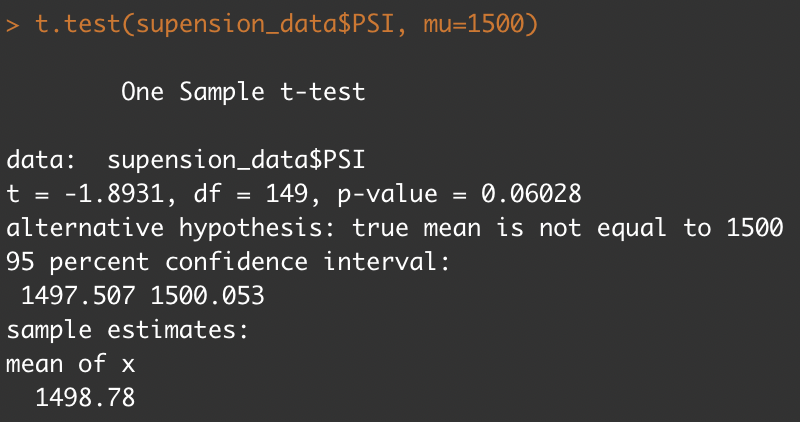 > t.test(supension_data$PSI, mu=1500)
One Sample t-test
data:  supension_data$PSI
t = -1.8931, df = 149, p-value = 0.06028
alternative hypothesis: true mean is not equal to 1500
95 percent confidence interval:
1497.507 1500.053
sample estimates:
mean of x
1498.78